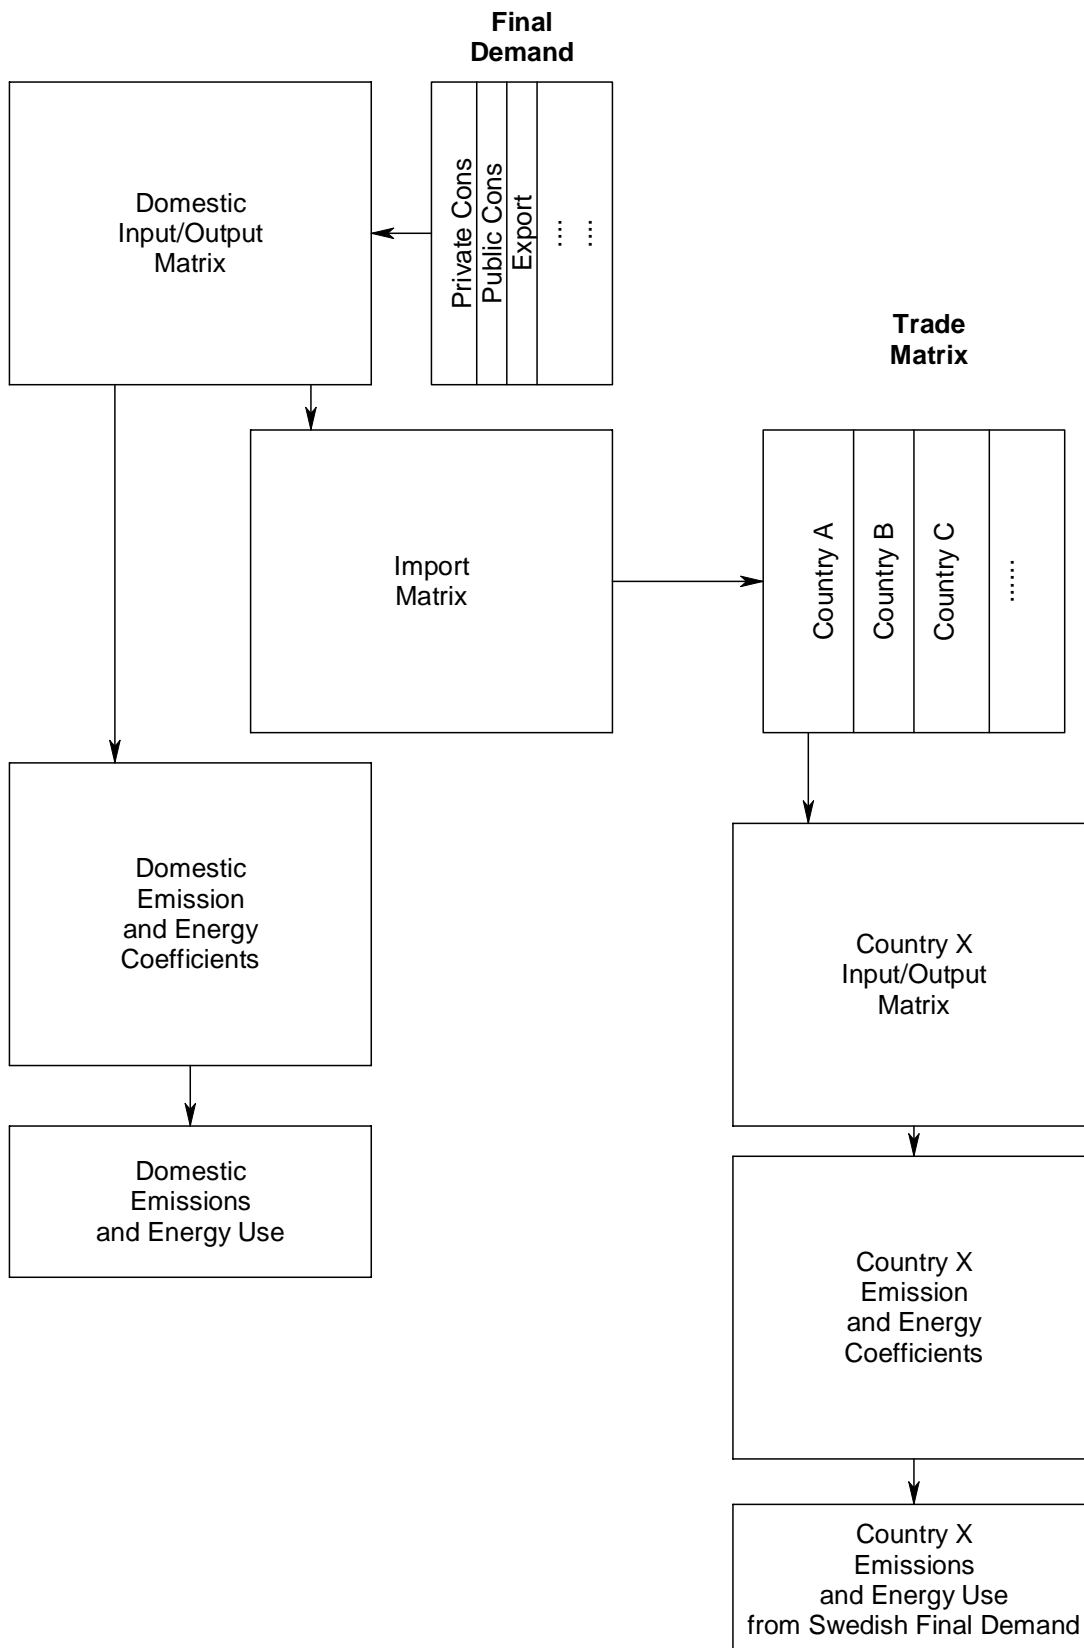 Final
Demand
Domestic
Input/Output
Matrix
Private Cons
Public Cons
Export
.... ....
Trade
Matrix
Import
Matrix
Country A
Country B
Country C
......
Domestic
Emission
and Energy
Coefficients
Country X
Input/Output
Matrix
Domestic
Emissions
and Energy Use
Country X
Emission
and Energy
Coefficients
Country X
Emissions
and Energy Use
from Swedish Final Demand